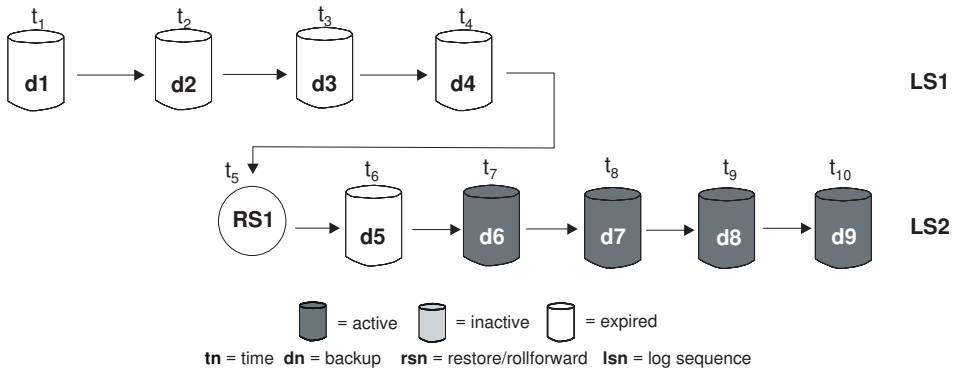 t1 t2 t3 t4
d1 d2 d3 d4 LS1
t5 t6 t7 t8 t9 t10
RS1 d5 d6 d7 d8 d9 LS2
= active = inactive = expired
tn = time dn = backup rsn = restore/rollforward lsn = log sequence